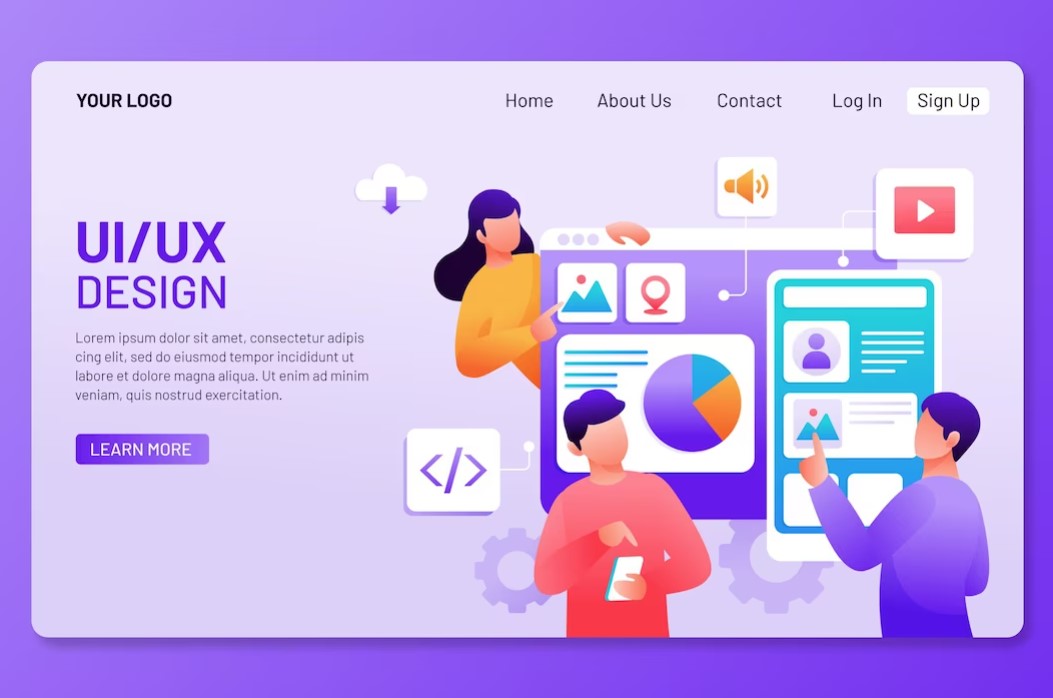 YOUR LOGO
Home About Us Contact Log In Sign Up
UI/UX
DESIGN
Lorem ipsum dolor sit amet, consectetur adipis
cing elit, sed do eiusmod tempor incididunt ut
labore et dolore magna aliqua. Ut enim ad minim
veniam, quis nostrud exercitation.
LEARN MORE
</>